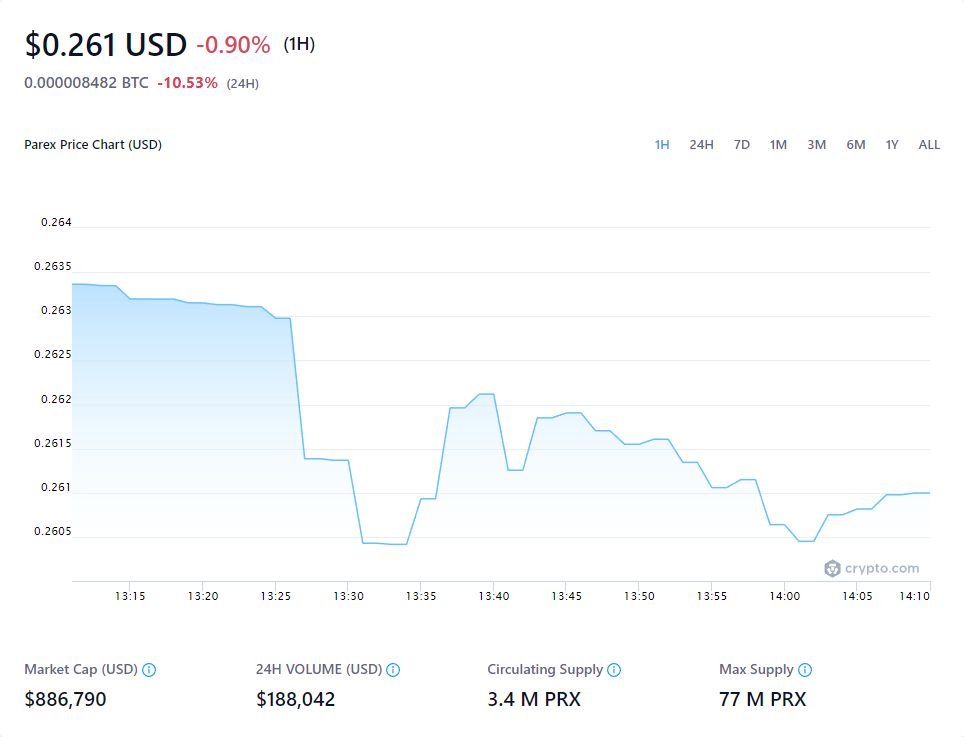 $0.261 USD -0.90% (1H)
0.000008482 BTC -10.53% (24H)
Parex Price Chart (USD) 1H 24H 7D 1M 3M 6M 1Y ALL
0.264
0.2635
0.263
0.2625
0.262
0.2615
0.261
0.2605
crypto.com
13:15 13:20 13:25 13:30 13:35 13:40 13:45 13:50 13:55 14:00 14:05 14:10
Market Cap (USD) 24H VOLUME (USD) Circulating Supply Max Supply
$886,790 $188,042 3.4 M PRX 77 M PRX